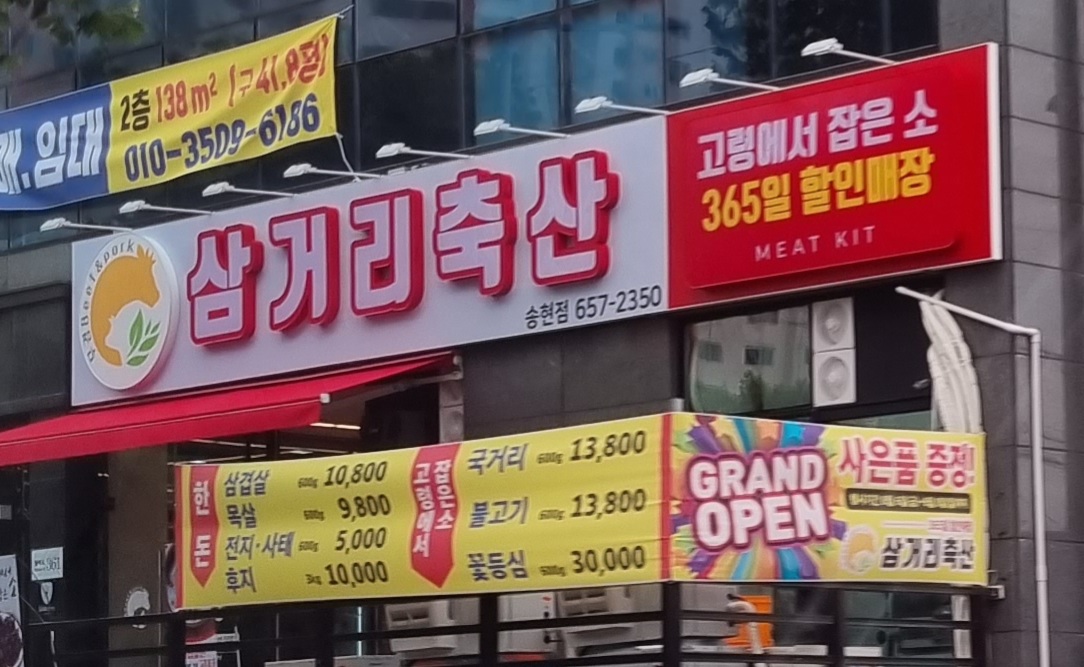 매.임대
2층 138m² (구41.8평)
010-3509-6186
Beef&pork
삼거리축산
송현점 657-2350
고령에서 잡은 소
365일 할인매장
MEAT KIT
한돈
삼겹살 600g 10,800
목살 600g 9,800
전지·사태 600g 5,000
후지 3kg 10,000
고령에서
잡은소
국거리 600g 13,800
불고기 600g 13,800
꽃등심 600g 30,000
GRAND
OPEN
사은품 증정!
삼거리축산